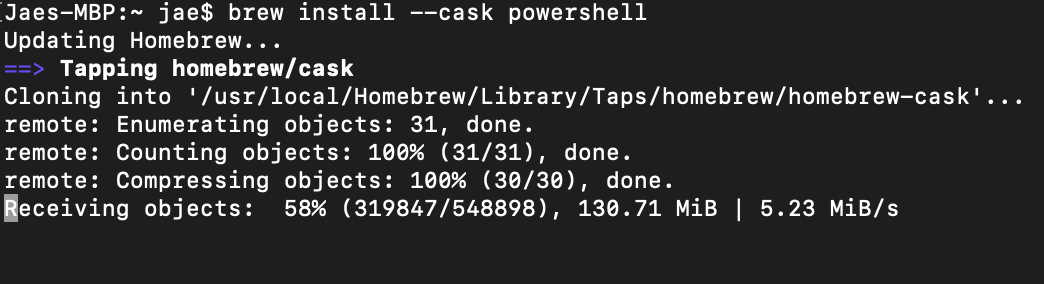 Jaes-MBP:~ jae$ brew install --cask powershell
Updating Homebrew...
==> Tapping homebrew/cask
Cloning into '/usr/local/Homebrew/Library/Taps/homebrew/homebrew-cask'...
remote: Enumerating objects: 31, done.
remote: Counting objects: 100% (31/31), done.
remote: Compressing objects: 100% (30/30), done.
Receiving objects:  58% (319847/548898), 130.71 MiB | 5.23 MiB/s